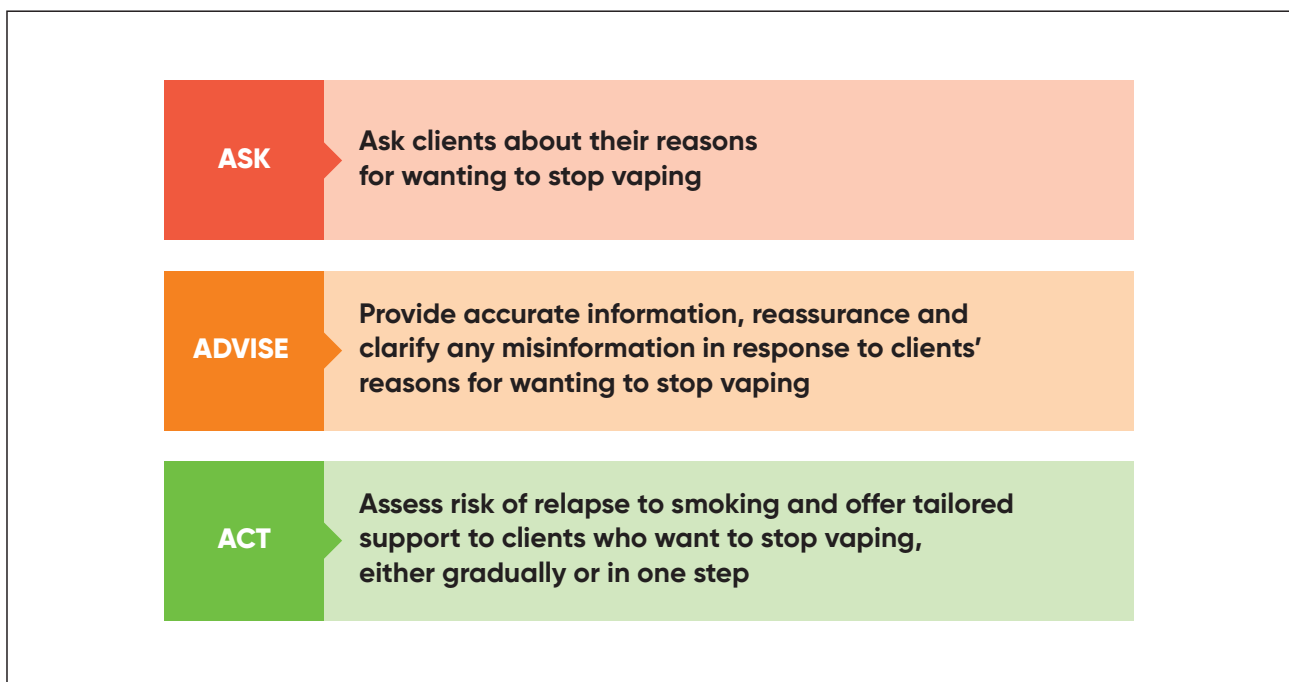 ASK
Ask clients about their reasons
for wanting to stop vaping
ADVISE
Provide accurate information, reassurance and
clarify any misinformation in response to clients’
reasons for wanting to stop vaping
ACT
Assess risk of relapse to smoking and offer tailored
support to clients who want to stop vaping,
either gradually or in one step